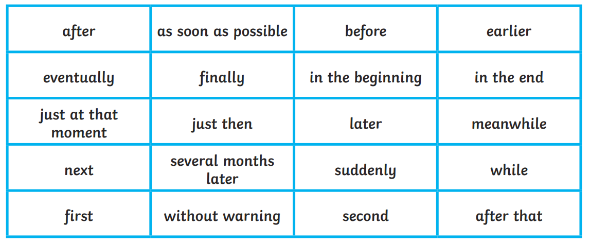 after as soon as possible before earlier
eventually finally in the beginning in the end
just at that
moment just then later meanwhile
next several months
later suddenly while
first without warning second after that